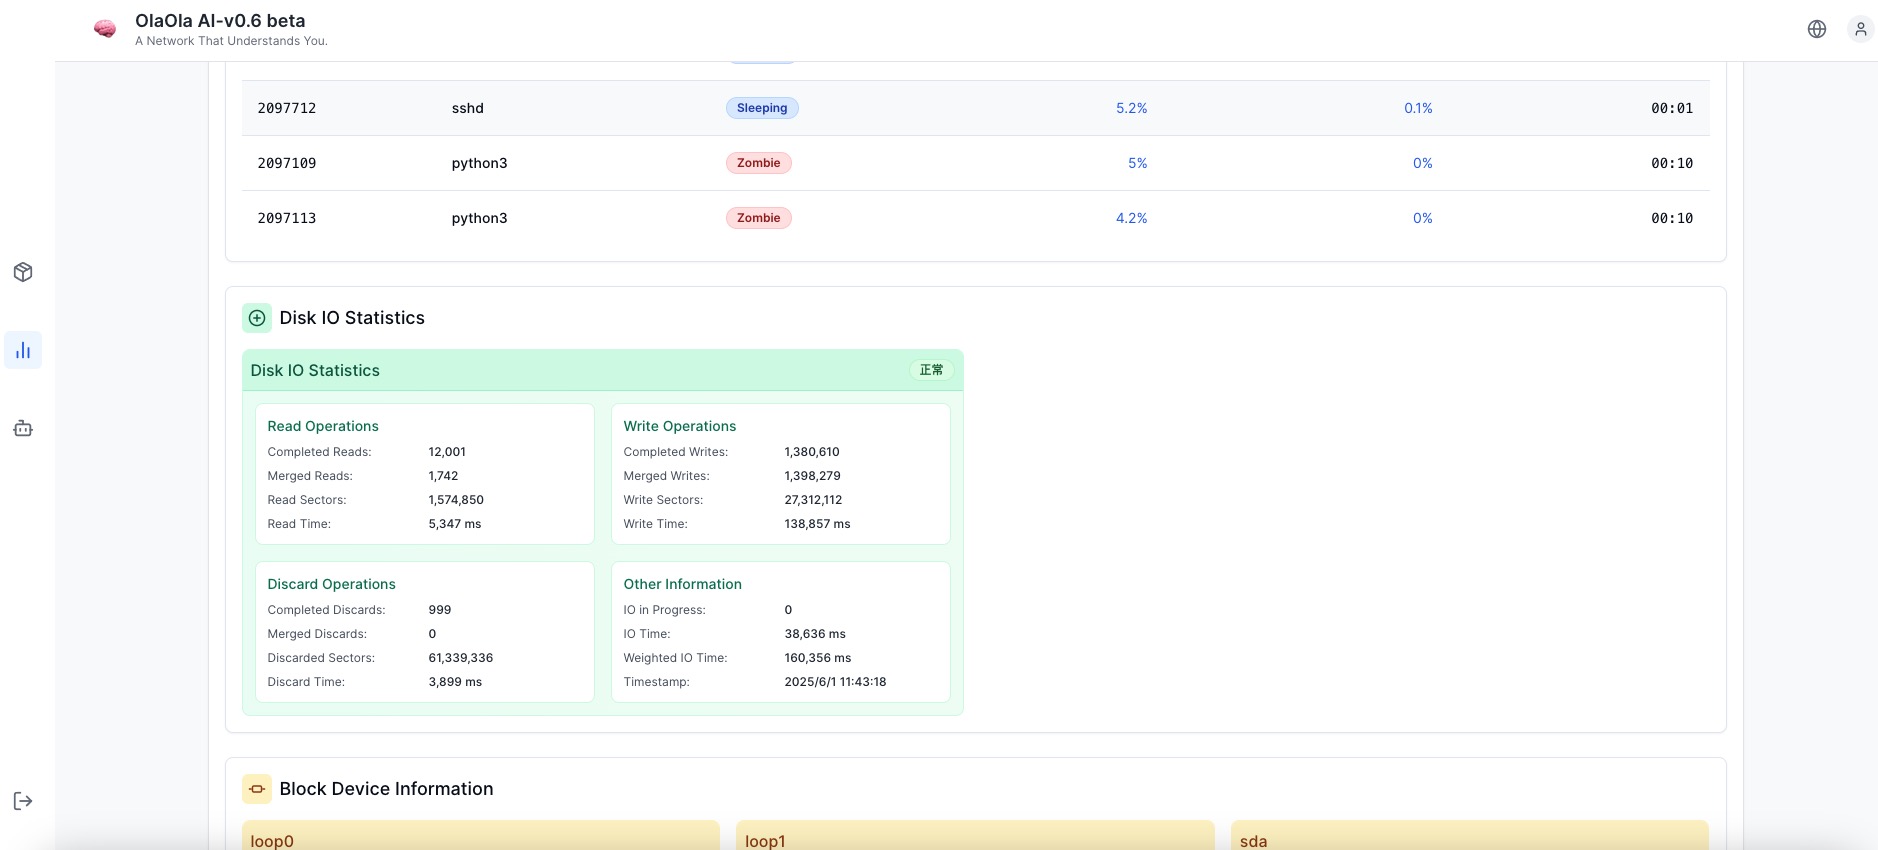 OlaOla AI-v0.6 beta
A Network That Understands You.
2097712 sshd Sleeping 5.2% 0.1% 00:01
2097109 python3 Zombie 5% 0% 00:10
2097113 python3 Zombie 4.2% 0% 00:10
Disk IO Statistics
Disk IO Statistics 正常
Read Operations
Completed Reads: 12,001
Merged Reads: 1,742
Read Sectors: 1,574,850
Read Time: 5,347 ms
Write Operations
Completed Writes: 1,380,610
Merged Writes: 1,398,279
Write Sectors: 27,312,112
Write Time: 138,857 ms
Discard Operations
Completed Discards: 999
Merged Discards: 0
Discarded Sectors: 61,339,336
Discard Time: 3,899 ms
Other Information
IO in Progress: 0
IO Time: 38,636 ms
Weighted IO Time: 160,356 ms
Timestamp: 2025/6/1 11:43:18
Block Device Information
loop0 loop1 sda